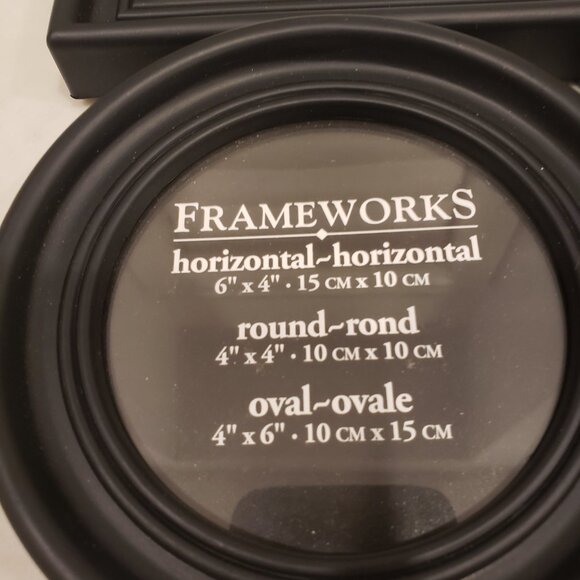 FRAMEWORKS
horizontal~horizontal
6" x 4" · 15 CM x 10 CM
round~rond
4" x 4" · 10 CM x 10 CM
oval~ovale
4" x 6" · 10 CM x 15 CM